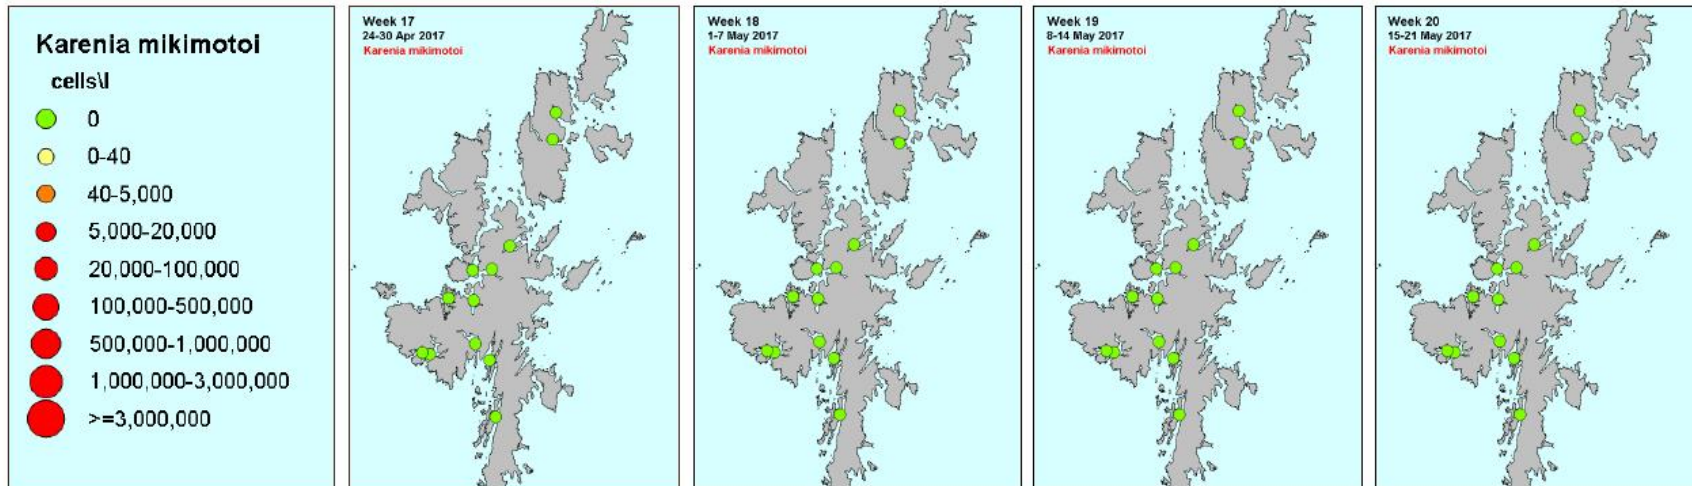 Karenia mikimotoi
cells\l
0
0-40
40-5,000
5,000-20,000
20,000-100,000
100,000-500,000
500,000-1,000,000
1,000,000-3,000,000
>=3,000,000
Week 17
24-30 Apr 2017
Karenia mikimotoi
Week 18
1-7 May 2017
Karenia mikimotoi
Week 19
8-14 May 2017
Karenia mikimotoi
Week 20
15-21 May 2017
Karenia mikimotoi